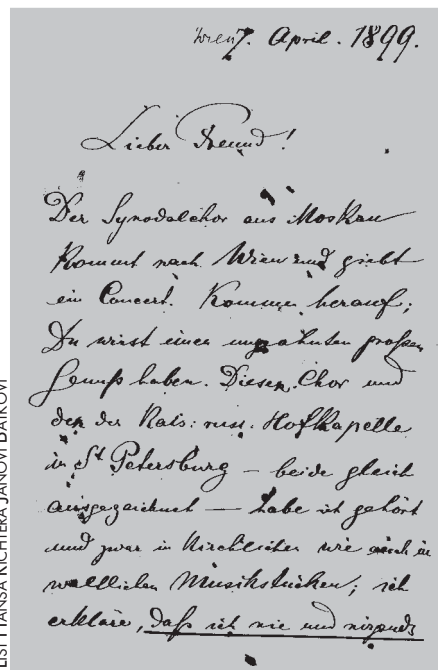 Wien 7. April. 1899.
Lieber Freund!
Der Synodalchor aus Moskau
kommt nach Wien und giebt
ein Concert. Komme herauf;
Du wirst einen ungeahnten großen
Genuß haben. Diesen Chor und
den der Kais: russ. Hofkapelle
in St Petersburg – beide gleich
ausgezeichnet – habe ich gehört
und zwar in kirchlichen wie auch in
weltlichen Musikstücken; ich
erkläre, daß ich nie und nirgends
LIST HANSA RICHTERA JANOVI BATKOVI